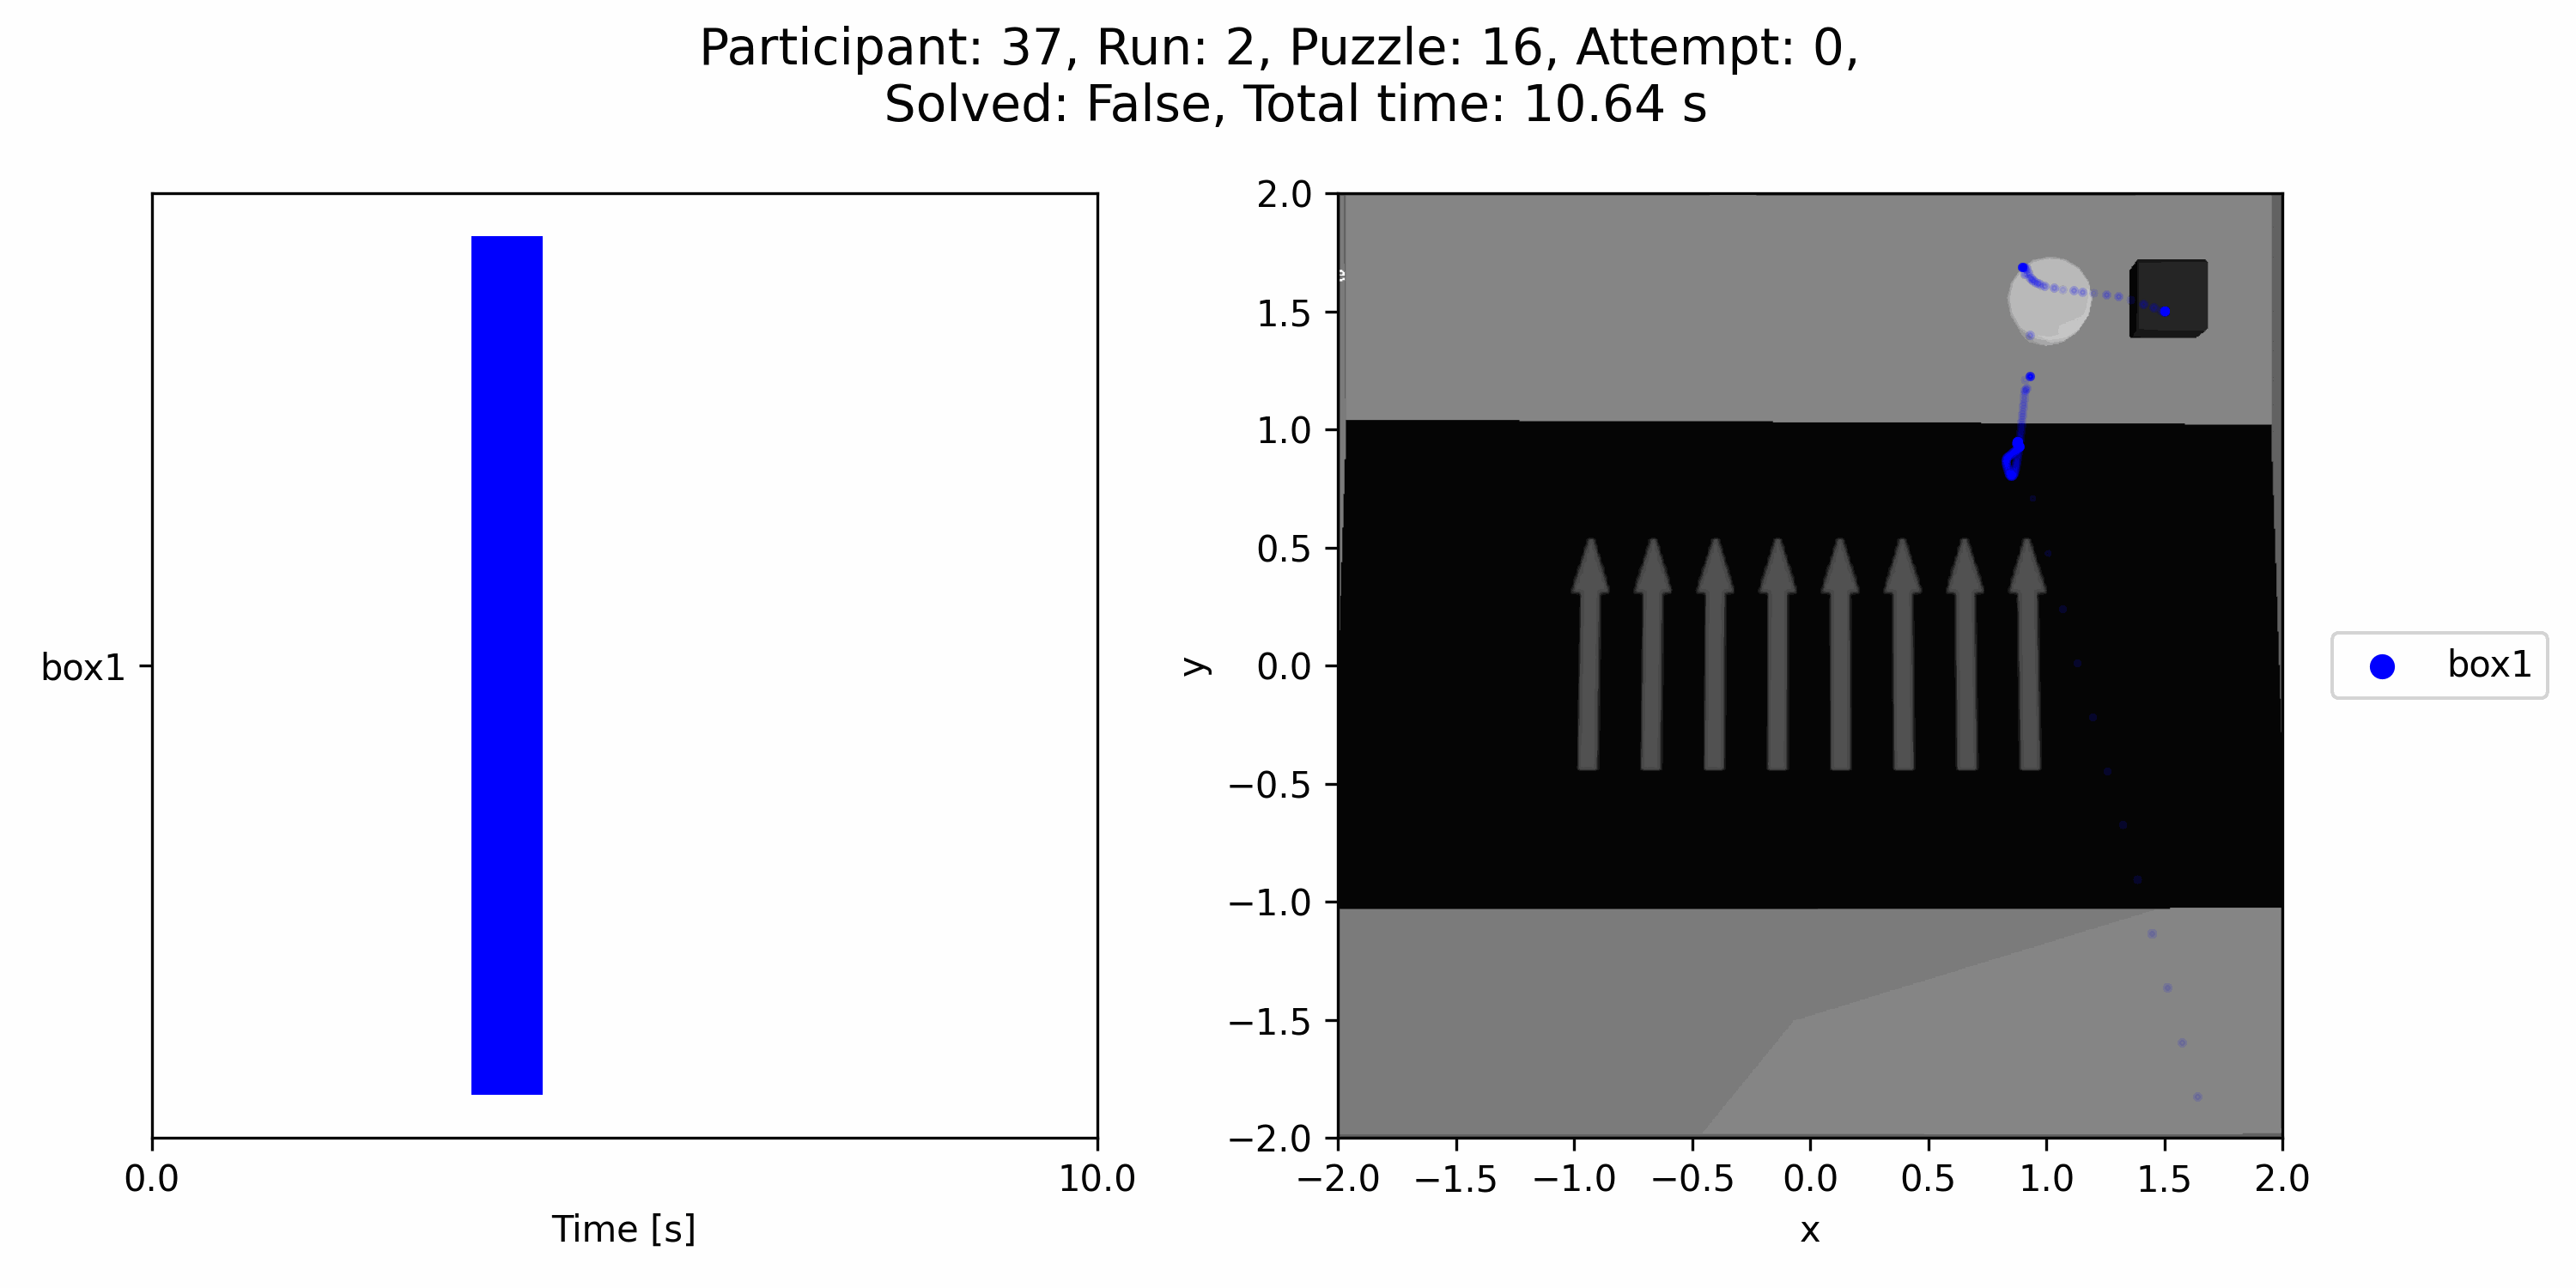 Participant: 37, Run: 2, Puzzle: 16, Attempt: 0,
Solved: False, Total time: 10.64 s
box1
0.0
10.0
Time [s]
2.0
1.5
1.0
0.5
0.0
−0.5
−1.0
−1.5
−2.0
y
e
−2.0 −1.5 −1.0 −0.5 0.0 0.5 1.0 1.5 2.0
x
box1